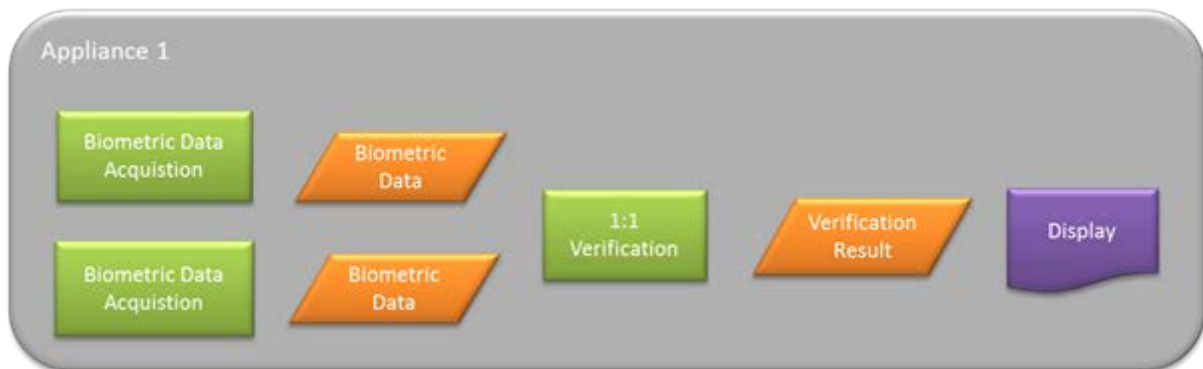 Appliance 1
Biometric Data
Acquistion
Biometric
Data
Biometric Data
Acquistion
Biometric
Data
1:1
Verification
Verification
Result
Display